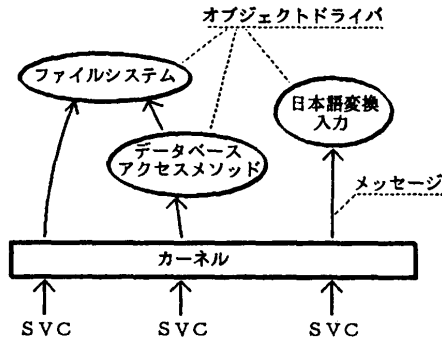 オブジェクトドライバ
ファイルシステム
日本語変換
入力
データベース
アクセスメソッド
メッセージ
カーネル
SVC SVC SVC